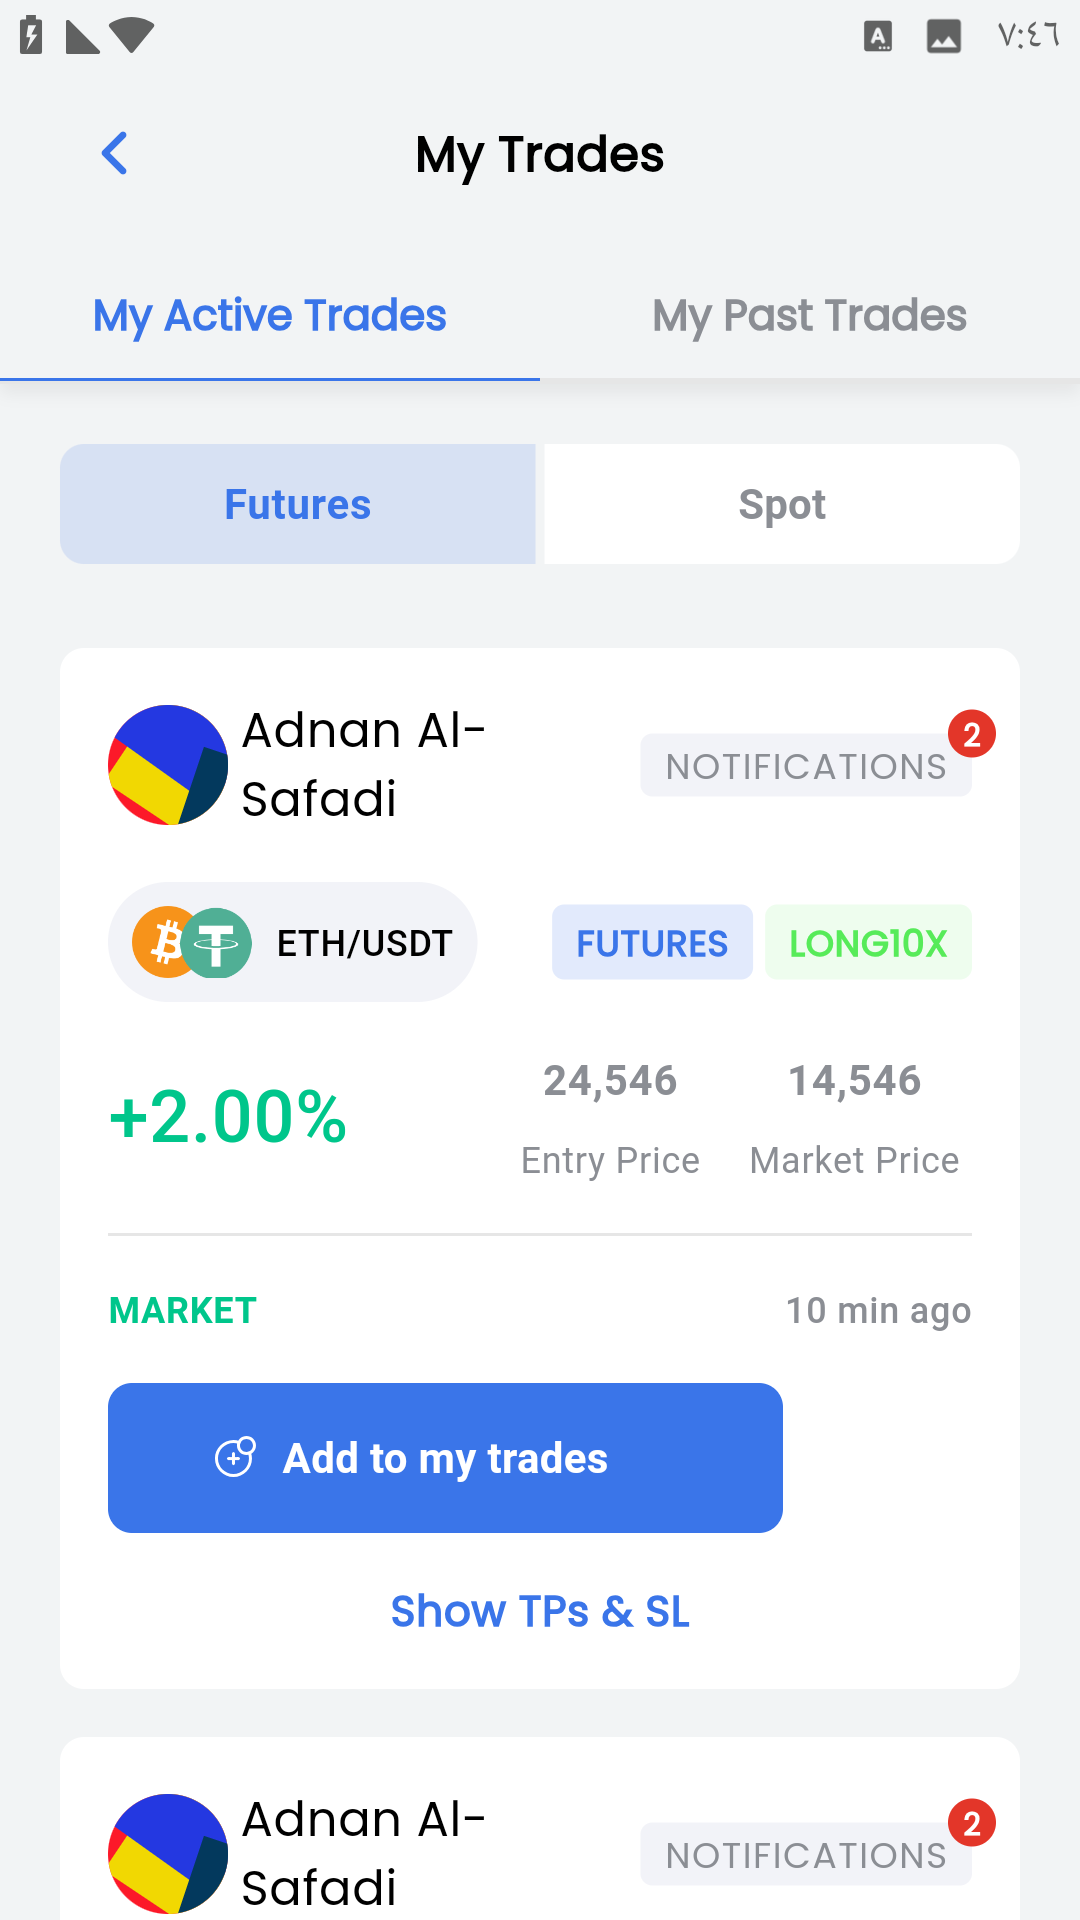 ٧:٤٦
My Trades
My Active Trades
My Past Trades
Futures
Spot
Adnan Al-
Safadi
NOTIFICATIONS
2
ETH/USDT
FUTURES
LONG10X
+2.00%
24,546
14,546
Entry Price
Market Price
MARKET
10 min ago
Add to my trades
Show TPs & SL
Adnan Al-
Safadi
NOTIFICATIONS
2